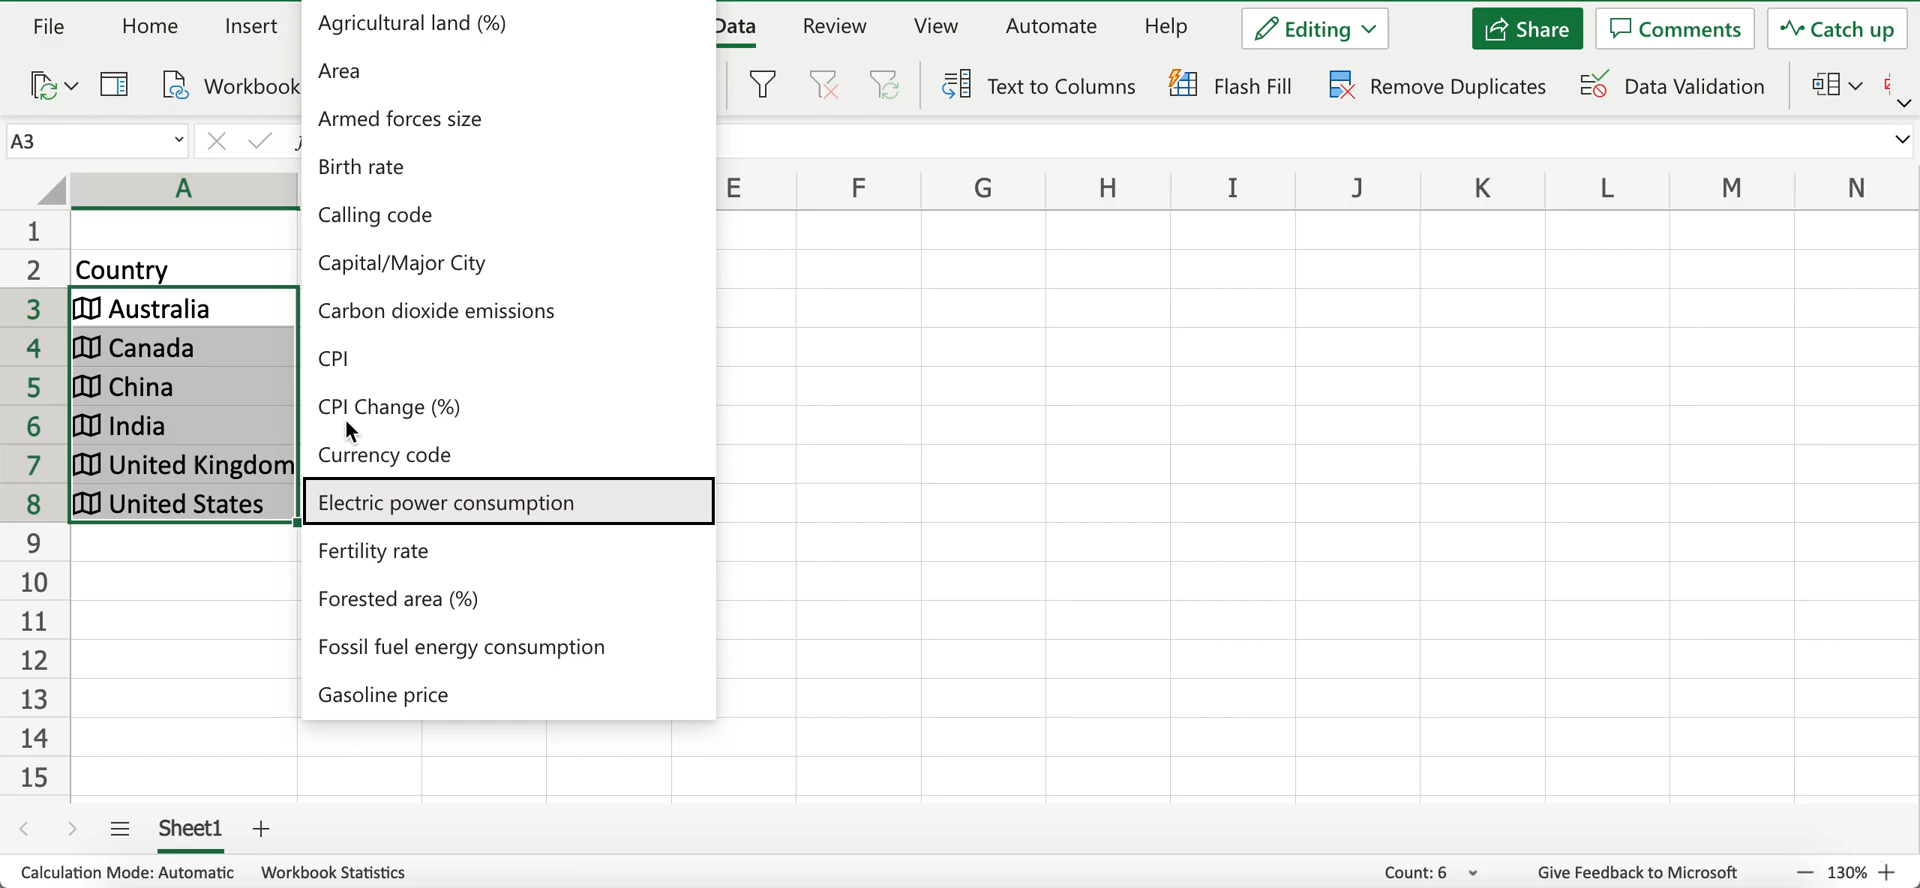 File Home Insert Data Review View Automate Help Editing Share Comments Catch up
Workbook Text to Columns Flash Fill Remove Duplicates Data Validation
A3
A E F G H I J K L M N
1
2 Country
3 Australia
4 Canada
5 China
6 India
7 United Kingdom
8 United States
9
10
11
12
13
14
15
Agricultural land (%)
Area
Armed forces size
Birth rate
Calling code
Capital/Major City
Carbon dioxide emissions
CPI
CPI Change (%)
Currency code
Electric power consumption
Fertility rate
Forested area (%)
Fossil fuel energy consumption
Gasoline price
Sheet1
Calculation Mode: Automatic Workbook Statistics Count: 6 Give Feedback to Microsoft 130%